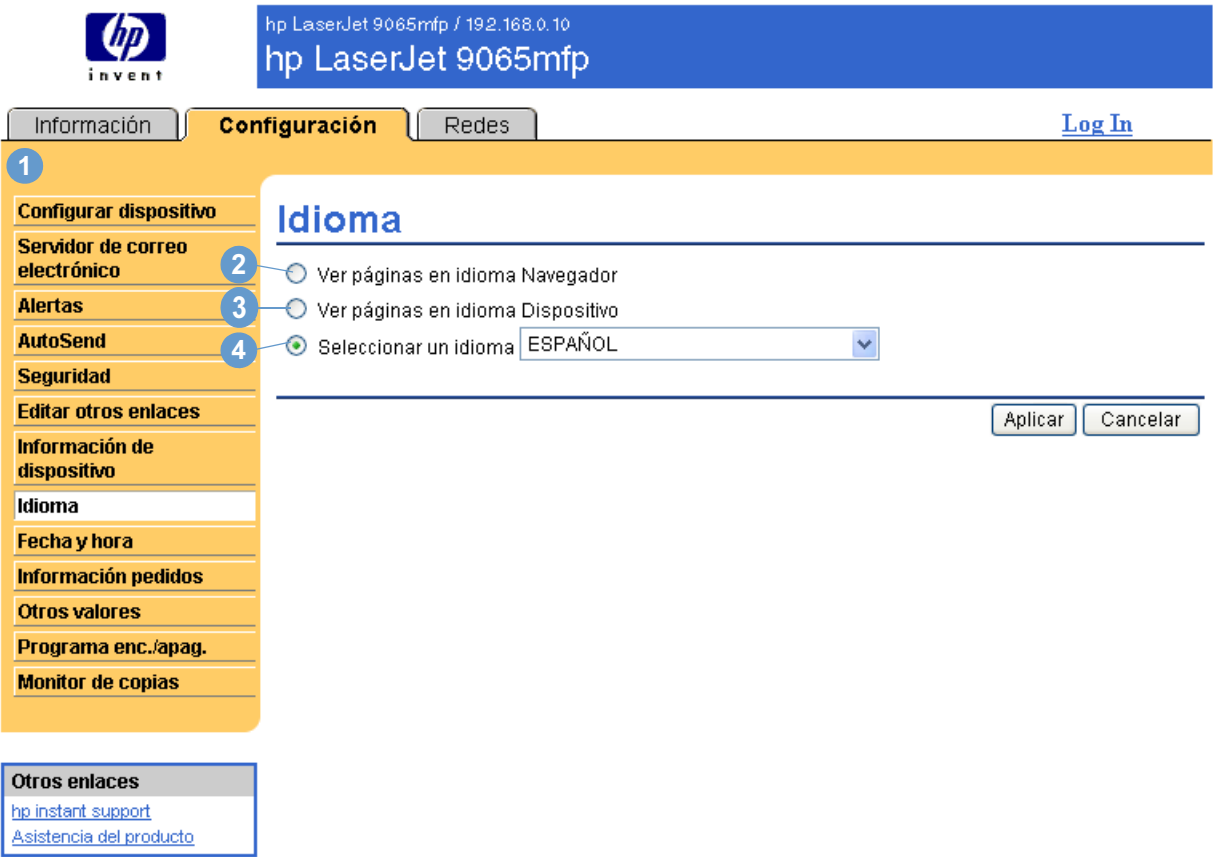 hp
invent
hp LaserJet 9065mfp / 192.168.0.10
hp LaserJet 9065mfp
Información
Configuración
Redes
Log In
1
Configurar dispositivo
Servidor de correo
electrónico
Alertas
AutoSend
Seguridad
Editar otros enlaces
Información de
dispositivo
Idioma
Fecha y hora
Información pedidos
Otros valores
Programa enc./apag.
Monitor de copias
Idioma
2 Ver páginas en idioma Navegador
3 Ver páginas en idioma Dispositivo
4 Seleccionar un idioma ESPAÑOL
Aplicar Cancelar
Otros enlaces
hp instant support
Asistencia del producto